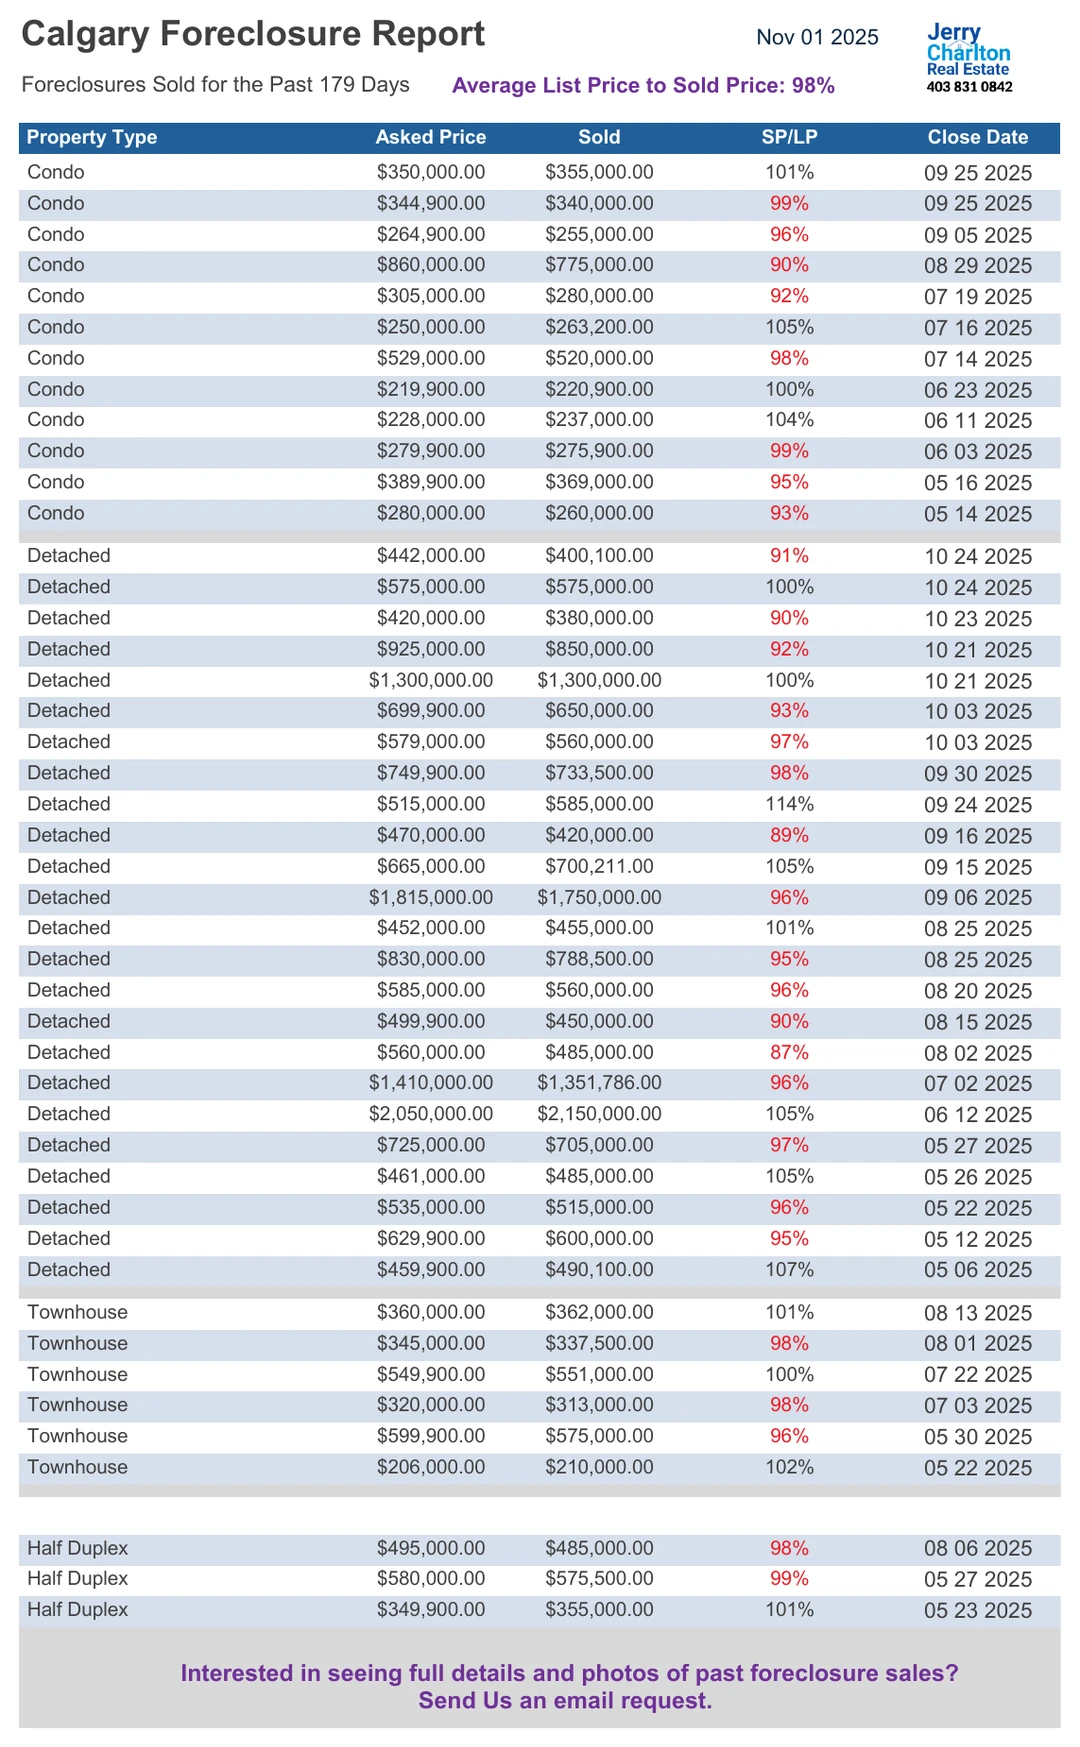 Calgary Foreclosure Report
Nov 01 2025
Jerry
Charlton
Real Estate
403 831 0842
Foreclosures Sold for the Past 179 Days
Average List Price to Sold Price: 98%
Property Type Asked Price Sold SP/LP Close Date
Condo $350,000.00 $355,000.00 101% 09 25 2025
Condo $344,900.00 $340,000.00 99% 09 25 2025
Condo $264,900.00 $255,000.00 96% 09 05 2025
Condo $860,000.00 $775,000.00 90% 08 29 2025
Condo $305,000.00 $280,000.00 92% 07 19 2025
Condo $250,000.00 $263,200.00 105% 07 16 2025
Condo $529,000.00 $520,000.00 98% 07 14 2025
Condo $219,900.00 $220,900.00 100% 06 23 2025
Condo $228,000.00 $237,000.00 104% 06 11 2025
Condo $279,900.00 $275,900.00 99% 06 03 2025
Condo $389,900.00 $369,000.00 95% 05 16 2025
Condo $280,000.00 $260,000.00 93% 05 14 2025
Detached $442,000.00 $400,100.00 91% 10 24 2025
Detached $575,000.00 $575,000.00 100% 10 24 2025
Detached $420,000.00 $380,000.00 90% 10 23 2025
Detached $925,000.00 $850,000.00 92% 10 21 2025
Detached $1,300,000.00 $1,300,000.00 100% 10 21 2025
Detached $699,900.00 $650,000.00 93% 10 03 2025
Detached $579,000.00 $560,000.00 97% 10 03 2025
Detached $749,900.00 $733,500.00 98% 09 30 2025
Detached $515,000.00 $585,000.00 114% 09 24 2025
Detached $470,000.00 $420,000.00 89% 09 16 2025
Detached $665,000.00 $700,211.00 105% 09 15 2025
Detached $1,815,000.00 $1,750,000.00 96% 09 06 2025
Detached $452,000.00 $455,000.00 101% 08 25 2025
Detached $830,000.00 $788,500.00 95% 08 25 2025
Detached $585,000.00 $560,000.00 96% 08 20 2025
Detached $499,900.00 $450,000.00 90% 08 15 2025
Detached $560,000.00 $485,000.00 87% 08 02 2025
Detached $1,410,000.00 $1,351,786.00 96% 07 02 2025
Detached $2,050,000.00 $2,150,000.00 105% 06 12 2025
Detached $725,000.00 $705,000.00 97% 05 27 2025
Detached $461,000.00 $485,000.00 105% 05 26 2025
Detached $535,000.00 $515,000.00 96% 05 22 2025
Detached $629,900.00 $600,000.00 95% 05 12 2025
Detached $459,900.00 $490,100.00 107% 05 06 2025
Townhouse $360,000.00 $362,000.00 101% 08 13 2025
Townhouse $345,000.00 $337,500.00 98% 08 01 2025
Townhouse $549,900.00 $551,000.00 100% 07 22 2025
Townhouse $320,000.00 $313,000.00 98% 07 03 2025
Townhouse $599,900.00 $575,000.00 96% 05 30 2025
Townhouse $206,000.00 $210,000.00 102% 05 22 2025
Half Duplex $495,000.00 $485,000.00 98% 08 06 2025
Half Duplex $580,000.00 $575,500.00 99% 05 27 2025
Half Duplex $349,900.00 $355,000.00 101% 05 23 2025
Interested in seeing full details and photos of past foreclosure sales?
Send Us an email request.